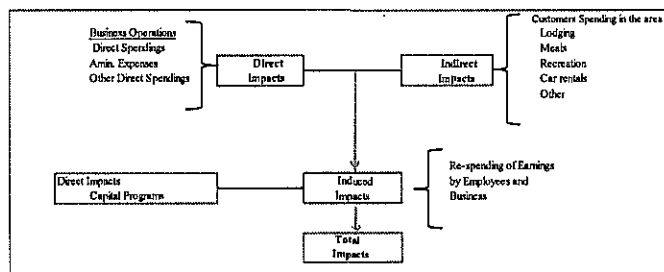 Business Operations
Direct Spendings
Amin. Expenses
Other Direct Spendings
Direct
Impacts
Indirect
Impacts
Customers Spending in the area
Lodging
Meals
Recreation
Car rentals
Other
Direct Impacts
Capital Programs
Induced
Impacts
Re-spending of Earnings
by Employees and
Business
Total
Impacts